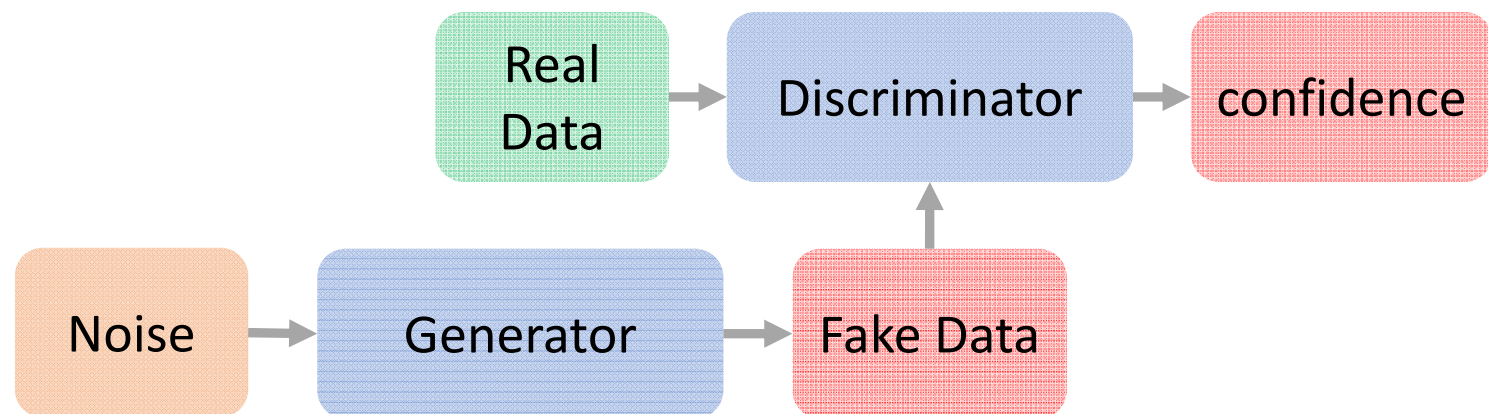 Real
Data
Discriminator
confidence
Noise
Generator
Fake Data